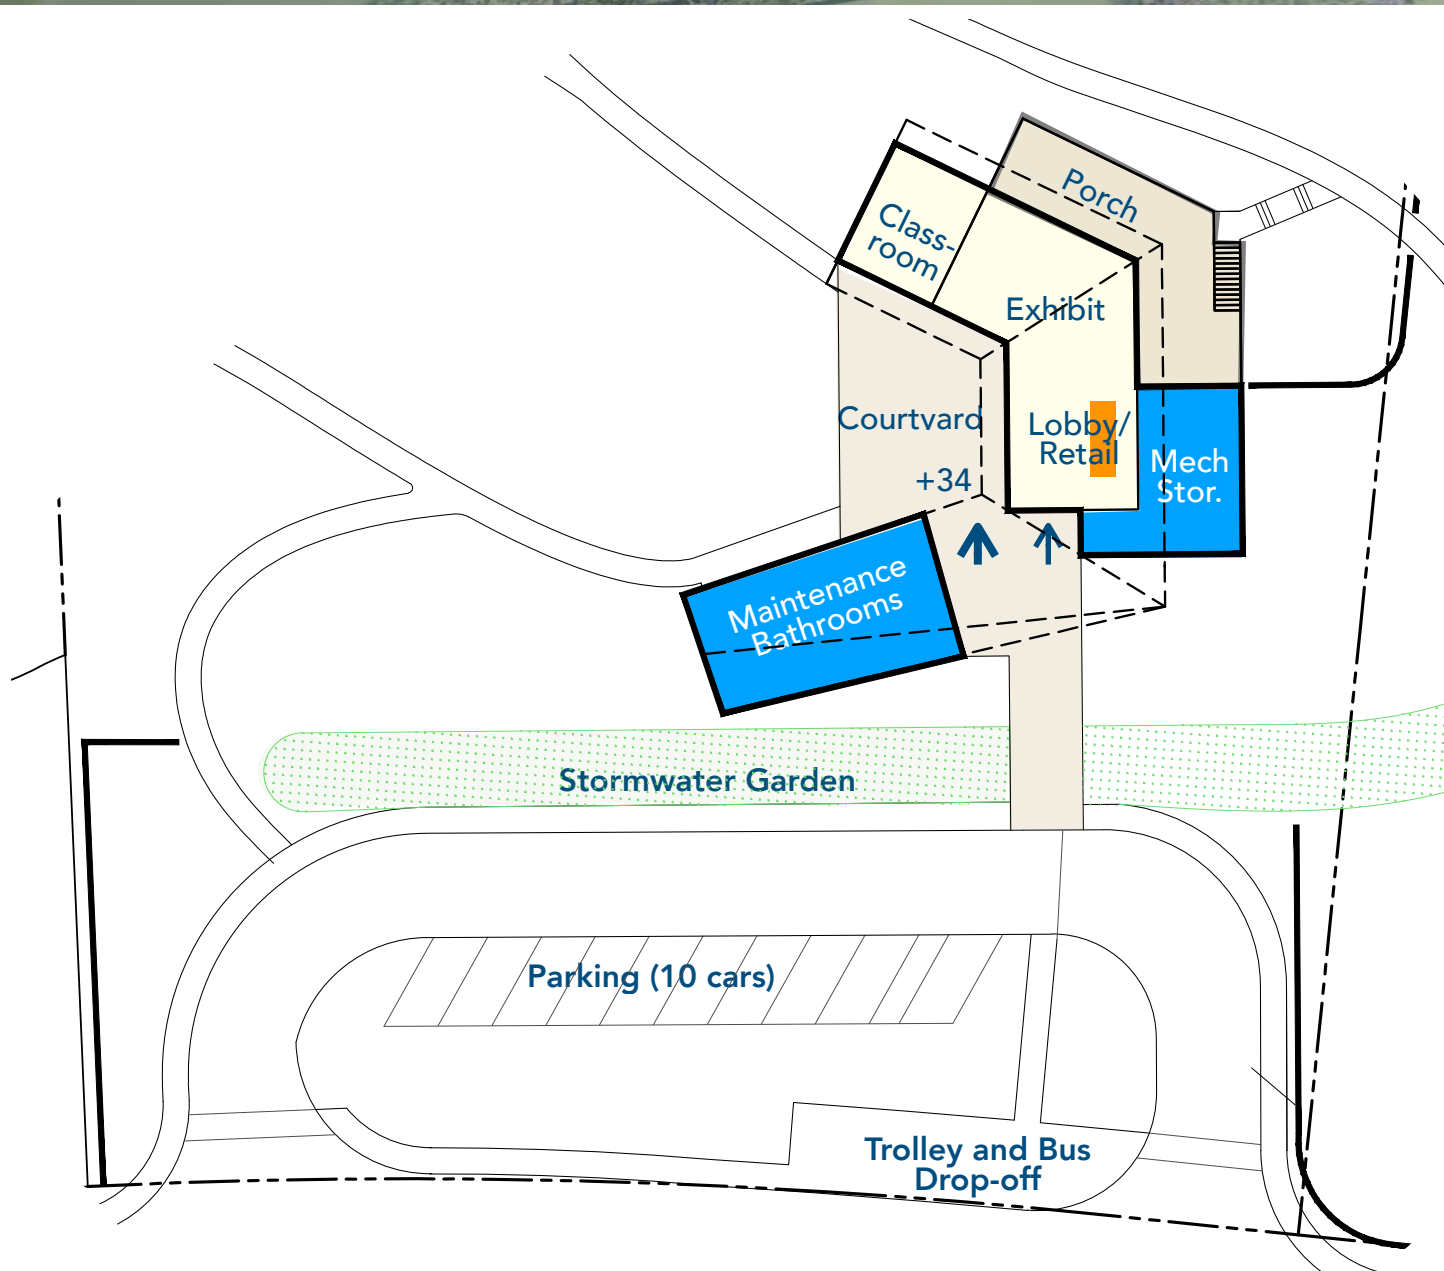 Porch
Class-
room
Exhibit
Courtyard
Lobby/
Retail
+34
Mech
Stor.
Maintenance
Bathrooms
Stormwater Garden
Parking (10 cars)
Trolley and Bus
Drop-off